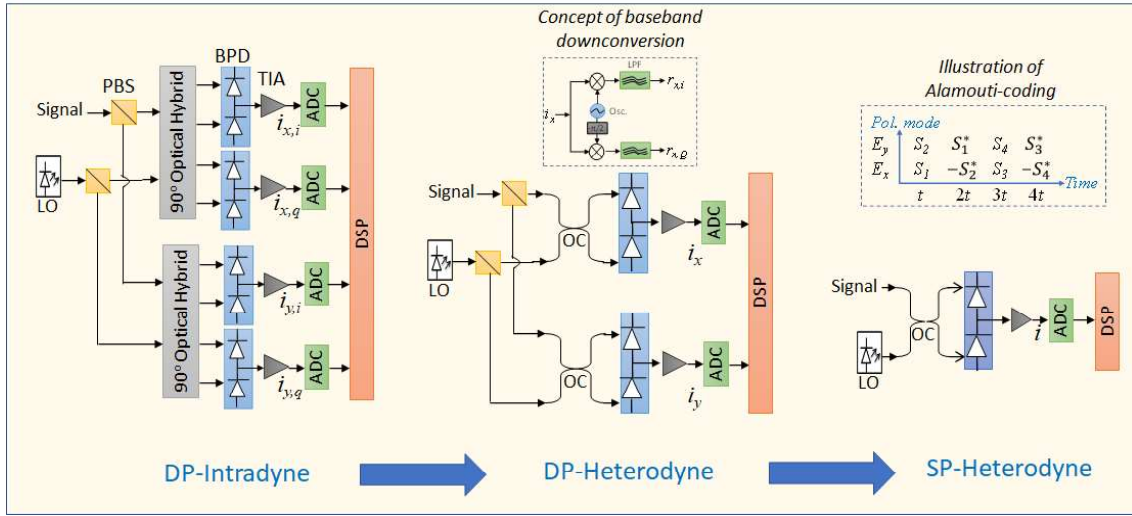 Concept of baseband
downconversion
LPF
r_{x,i}
i_x
Osc.
π/2
r_{x,Q}
Illustration of
Alamouti-coding
Pol. mode
E_y S_2 S_1^* S_4 S_3^*
E_x S_1 -S_2^* S_3 -S_4^*
Time
t 2t 3t 4t
PBS
BPD
TIA
Signal
LO
90° Optical Hybrid
90° Optical Hybrid
i_{x,i}
i_{x,q}
i_{y,i}
i_{y,q}
ADC
ADC
ADC
ADC
DSP
Signal
LO
OC
OC
i_x
i_y
ADC
ADC
DSP
Signal
LO
OC
i
ADC
DSP
DP-Intradyne
DP-Heterodyne
SP-Heterodyne